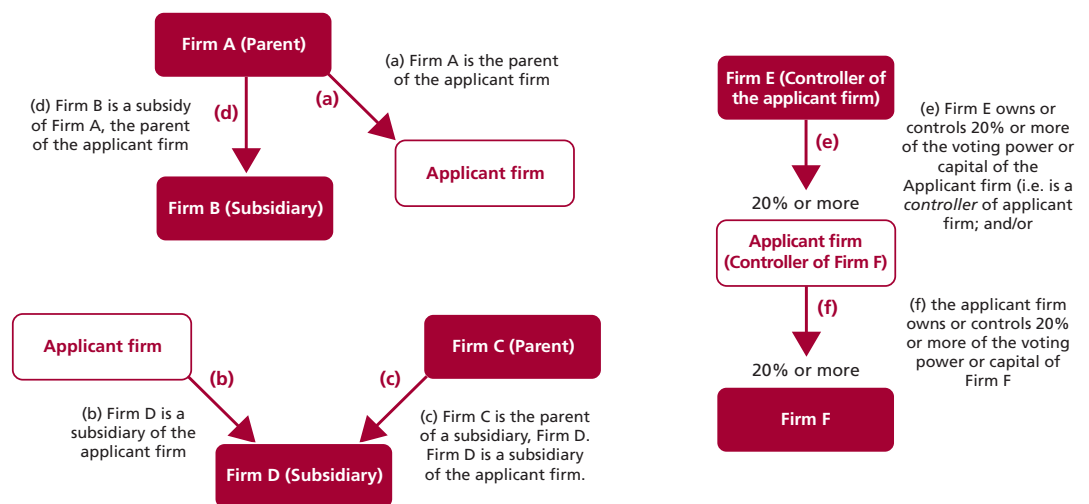 Firm A (Parent)
(a) Firm A is the parent
of the applicant firm
(a)
(d) Firm B is a subsidy
of Firm A, the parent
of the applicant firm
(d)
Applicant firm
Firm B (Subsidiary)
Applicant firm
Firm C (Parent)
(b)
(c)
(b) Firm D is a
subsidiary of the
applicant firm
(c) Firm C is the parent
of a subsidiary, Firm D.
Firm D is a subsidiary
of the applicant firm.
Firm D (Subsidiary)
Firm E (Controller of
the applicant firm)
(e)
(e) Firm E owns or
controls 20% or more
of the voting power or
capital of the
Applicant firm (i.e. is a
controller of applicant
firm; and/or
20% or more
Applicant firm
(Controller of Firm F)
(f)
(f) the applicant firm
owns or controls 20%
or more of the voting
power or capital of
Firm F
20% or more
Firm F